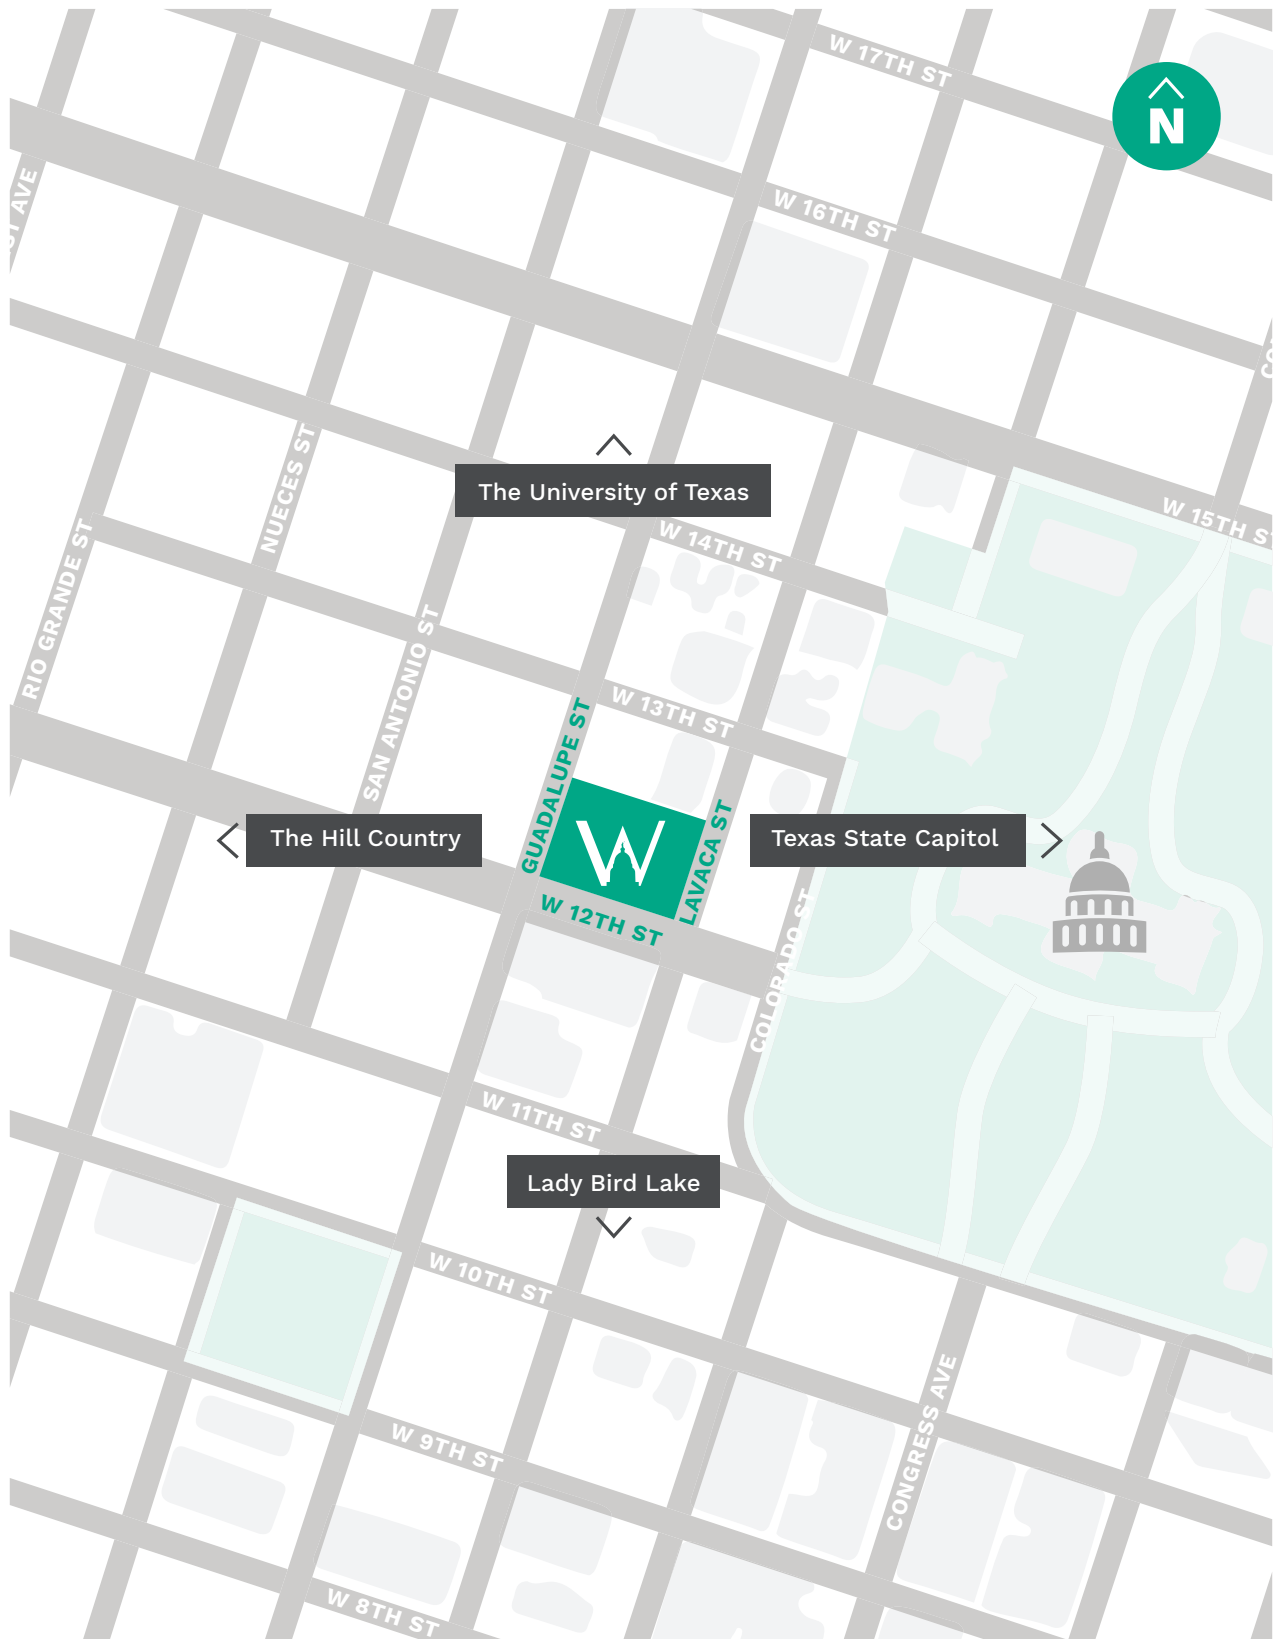 W 17TH ST
N
W 16TH ST
NUECES ST
The University of Texas
W 15TH ST
W 14TH ST
RIO GRANDE ST
SAN ANTONIO ST
W 13TH ST
GUADALUPE ST
LAVACA ST
The Hill Country
Texas State Capitol
W
W 12TH ST
COLORADO ST
W 11TH ST
Lady Bird Lake
W 10TH ST
CONGRESS AVE
W 9TH ST
W 8TH ST